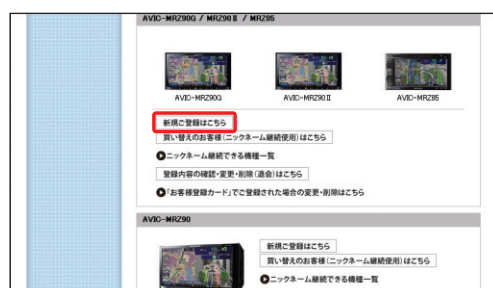 AVIC-MRZ90G / MRZ90Ⅱ / MRZ85
AVIC-MRZ90G
AVIC-MRZ90Ⅱ
AVIC-MRZ85
新規ご登録はこちら
買い替えのお客様(ニックネーム継続使用)はこちら
ニックネーム継続できる機種一覧
登録内容の確認・変更・削除(退会)はこちら
「お客様登録カード」でご登録された場合の変更・削除はこちら
AVIC-MRZ90
新規ご登録はこちら
買い替えのお客様(ニックネーム継続使用)はこちら
ニックネーム継続できる機種一覧